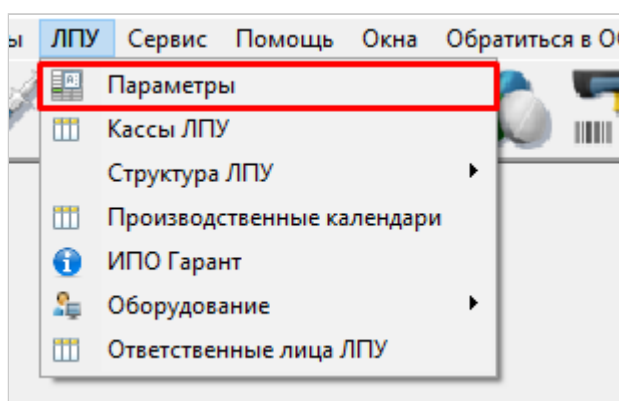 ы ЛПУ Сервис Помощь Окна Обратиться в
Параметры
Кассы ЛПУ
Структура ЛПУ
Производственные календари
ИПО Гарант
Оборудование
Ответственные лица ЛПУ